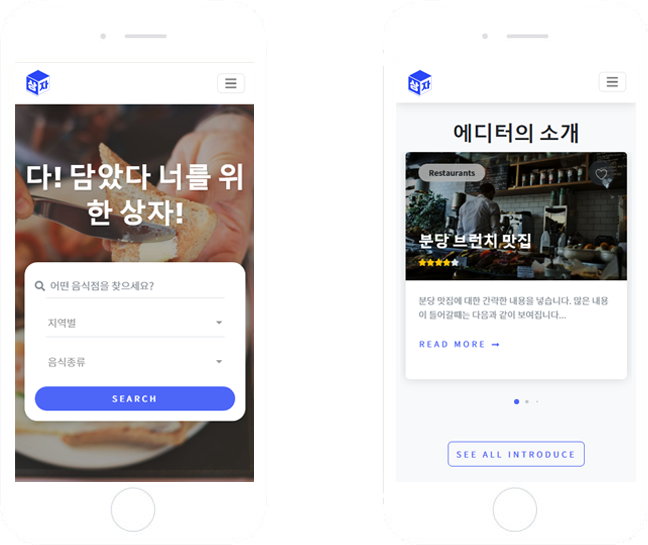 상자
다! 담았다 너를 위
한 상자!
어떤 음식점을 찾으세요?
지역별
음식종류
SEARCH
상자
에디터의 소개
Restaurants
분당 브런치 맛집
분당 맛집에 대한 간략한 내용을 넣습니다. 많은 내용
이 들어갈때는 다음과 같이 보여집니다...
READ MORE
SEE ALL INTRODUCE